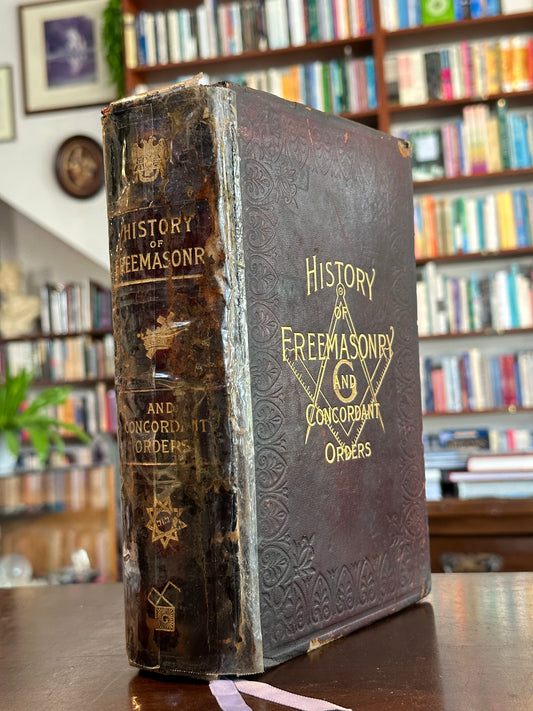 HISTORY
OF
FREEMASONR
AND
CONCORDANT
ORDERS
G
HISTORY
OF
FREEMASONRY
G
AND
CONCORDANT
ORDERS